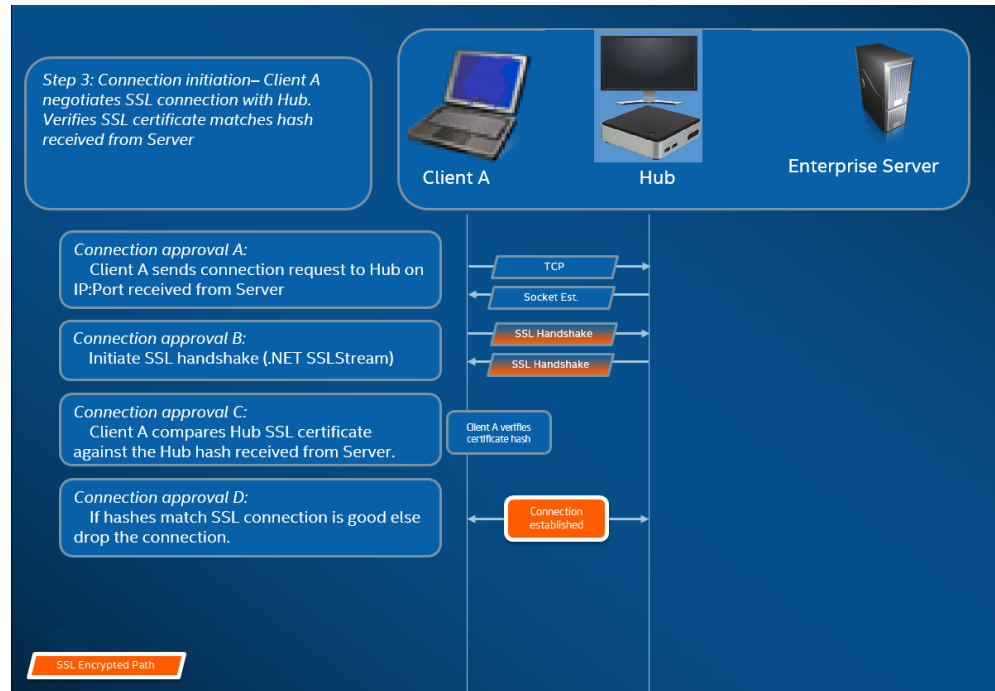 Step 3: Connection initiation– Client A
negotiates SSL connection with Hub.
Verifies SSL certificate matches hash
received from Server
Client A
Hub
Enterprise Server
Connection approval A:
Client A sends connection request to Hub on
IP:Port received from Server
TCP
Socket Est.
Connection approval B:
Initiate SSL handshake (.NET SSLStream)
SSL Handshake
SSL Handshake
Connection approval C:
Client A compares Hub SSL certificate
against the Hub hash received from Server.
Client A verifies
certificate hash
Connection approval D:
If hashes match SSL connection is good else
drop the connection.
Connection
established
SSL Encrypted Path